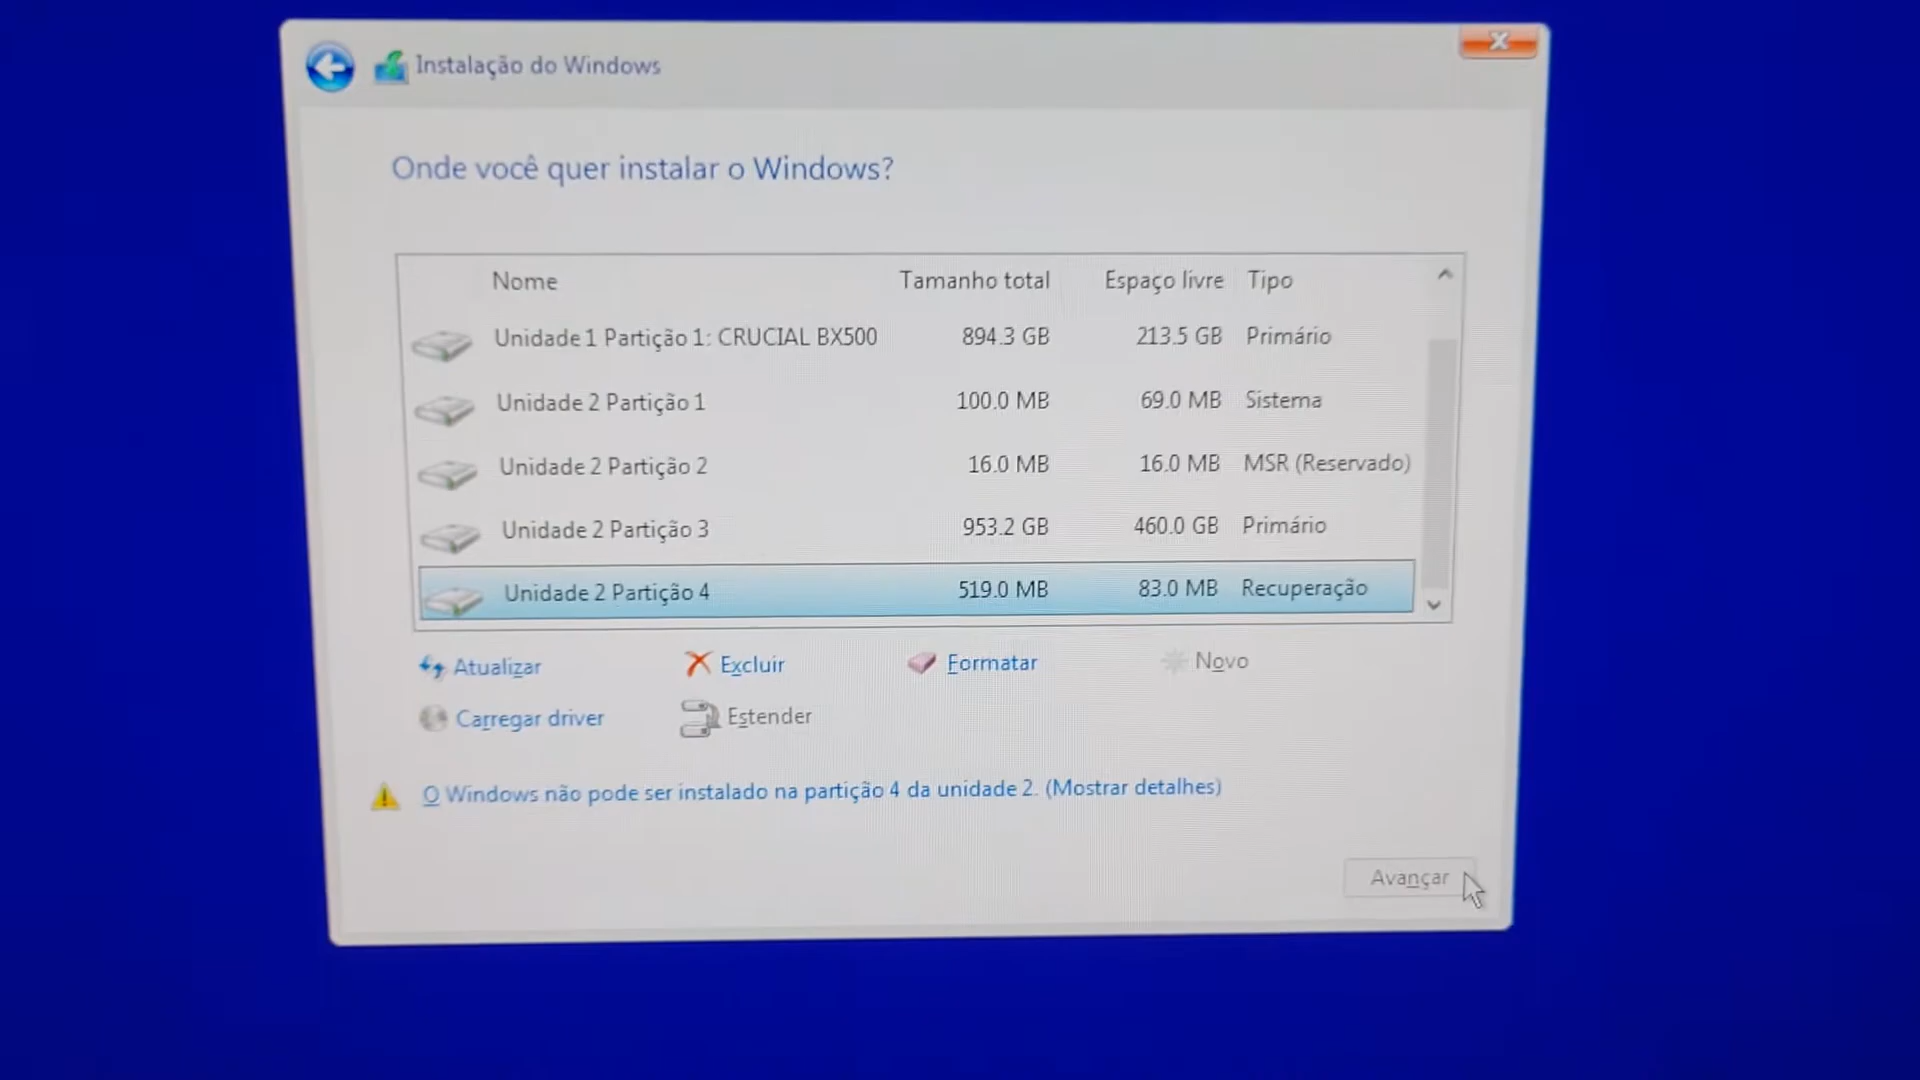 Instalação do Windows
Onde você quer instalar o Windows?
Nome Tamanho total Espaço livre Tipo
Unidade 1 Partição 1: CRUCIAL BX500 894.3 GB 213.5 GB Primário
Unidade 2 Partição 1 100.0 MB 69.0 MB Sistema
Unidade 2 Partição 2 16.0 MB 16.0 MB MSR (Reservado)
Unidade 2 Partição 3 953.2 GB 460.0 GB Primário
Unidade 2 Partição 4 519.0 MB 83.0 MB Recuperação
Atualizar Excluir Formatar Novo
Carregar driver Estender
O Windows não pode ser instalado na partição 4 da unidade 2. (Mostrar detalhes)
Avançar